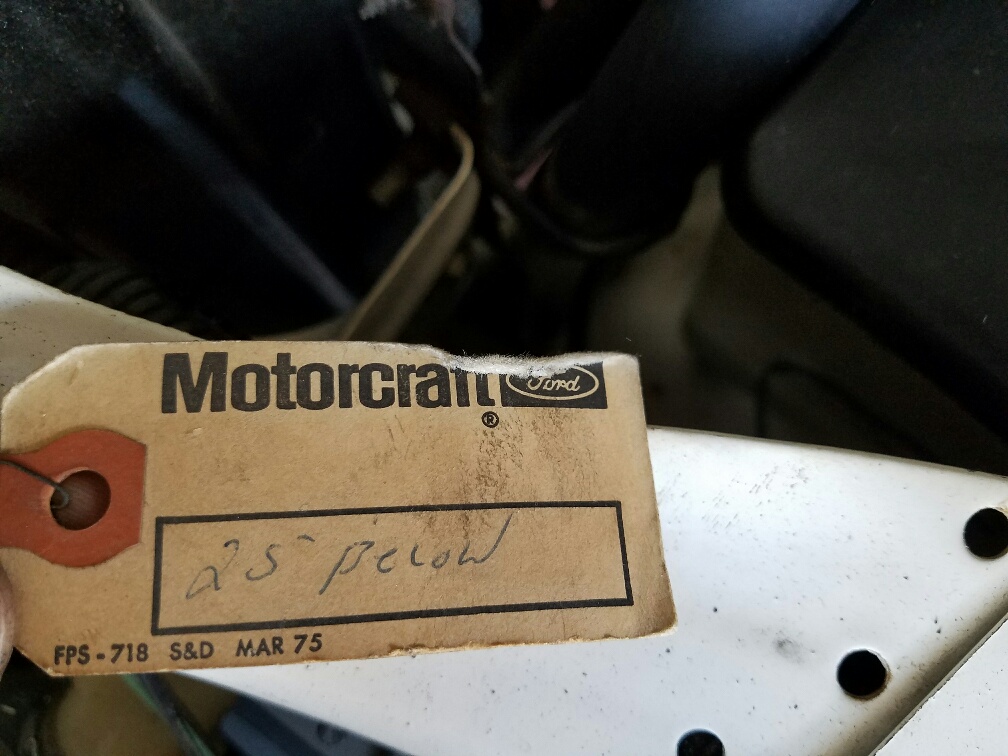 Motorcraft Ford
®
25 Below
FPS-718 S&D MAR 75